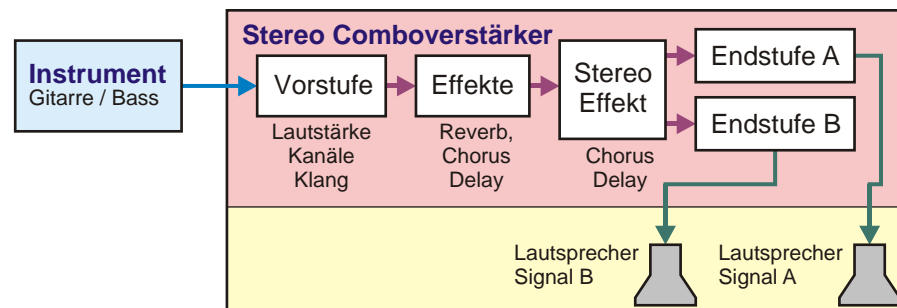 Stereo Comboverstärker
Instrument
Gitarre / Bass
Vorstufe
Lautstärke
Kanäle
Klang
Effekte
Reverb,
Chorus
Delay
Stereo
Effekt
Chorus
Delay
Endstufe A
Endstufe B
Lautsprecher
Signal B
Lautsprecher
Signal A